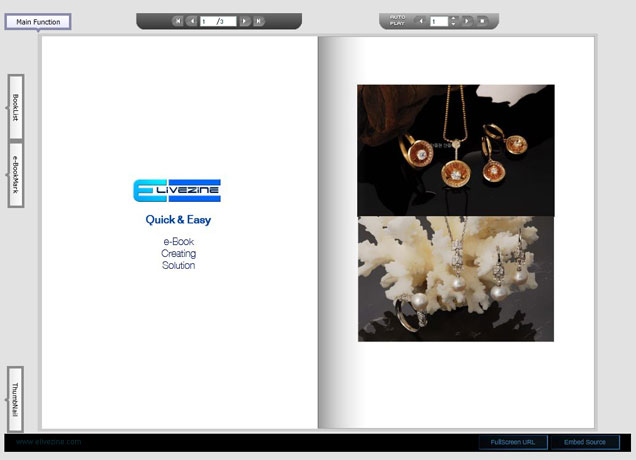 Main Function
1 /3
AUTO PLAY
1
BookList
e-BookMark
ELIVEZINE
Quick & Easy
e-Book
Creating
Solution
ThumbNail
www.elivezine.com
FullScreen URL
Embed Source